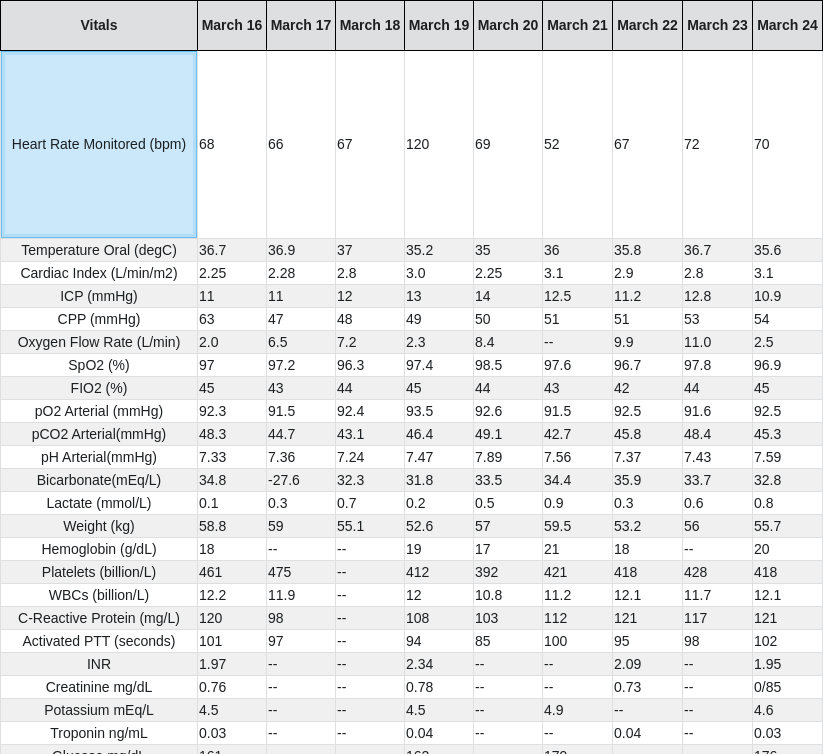 Vitals March 16 March 17 March 18 March 19 March 20 March 21 March 22 March 23 March 24
Heart Rate Monitored (bpm) 68 66 67 120 69 52 67 72 70
Temperature Oral (degC) 36.7 36.9 37 35.2 35 36 35.8 36.7 35.6
Cardiac Index (L/min/m2) 2.25 2.28 2.8 3.0 2.25 3.1 2.9 2.8 3.1
ICP (mmHg) 11 11 12 13 14 12.5 11.2 12.8 10.9
CPP (mmHg) 63 47 48 49 50 51 51 53 54
Oxygen Flow Rate (L/min) 2.0 6.5 7.2 2.3 8.4 -- 9.9 11.0 2.5
SpO2 (%) 97 97.2 96.3 97.4 98.5 97.6 96.7 97.8 96.9
FIO2 (%) 45 43 44 45 44 43 42 44 45
pO2 Arterial (mmHg) 92.3 91.5 92.4 93.5 92.6 91.5 92.5 91.6 92.5
pCO2 Arterial(mmHg) 48.3 44.7 43.1 46.4 49.1 42.7 45.8 48.4 45.3
pH Arterial(mmHg) 7.33 7.36 7.24 7.47 7.89 7.56 7.37 7.43 7.59
Bicarbonate(mEq/L) 34.8 -27.6 32.3 31.8 33.5 34.4 35.9 33.7 32.8
Lactate (mmol/L) 0.1 0.3 0.7 0.2 0.5 0.9 0.3 0.6 0.8
Weight (kg) 58.8 59 55.1 52.6 57 59.5 53.2 56 55.7
Hemoglobin (g/dL) 18 -- -- 19 17 21 18 -- 20
Platelets (billion/L) 461 475 -- 412 392 421 418 428 418
WBCs (billion/L) 12.2 11.9 -- 12 10.8 11.2 12.1 11.7 12.1
C-Reactive Protein (mg/L) 120 98 -- 108 103 112 121 117 121
Activated PTT (seconds) 101 97 -- 94 85 100 95 98 102
INR 1.97 -- -- 2.34 -- -- 2.09 -- 1.95
Creatinine mg/dL 0.76 -- -- 0.78 -- -- 0.73 -- 0/85
Potassium mEq/L 4.5 -- -- 4.5 -- 4.9 -- -- 4.6
Troponin ng/mL 0.03 -- -- 0.04 -- -- 0.04 -- 0.03